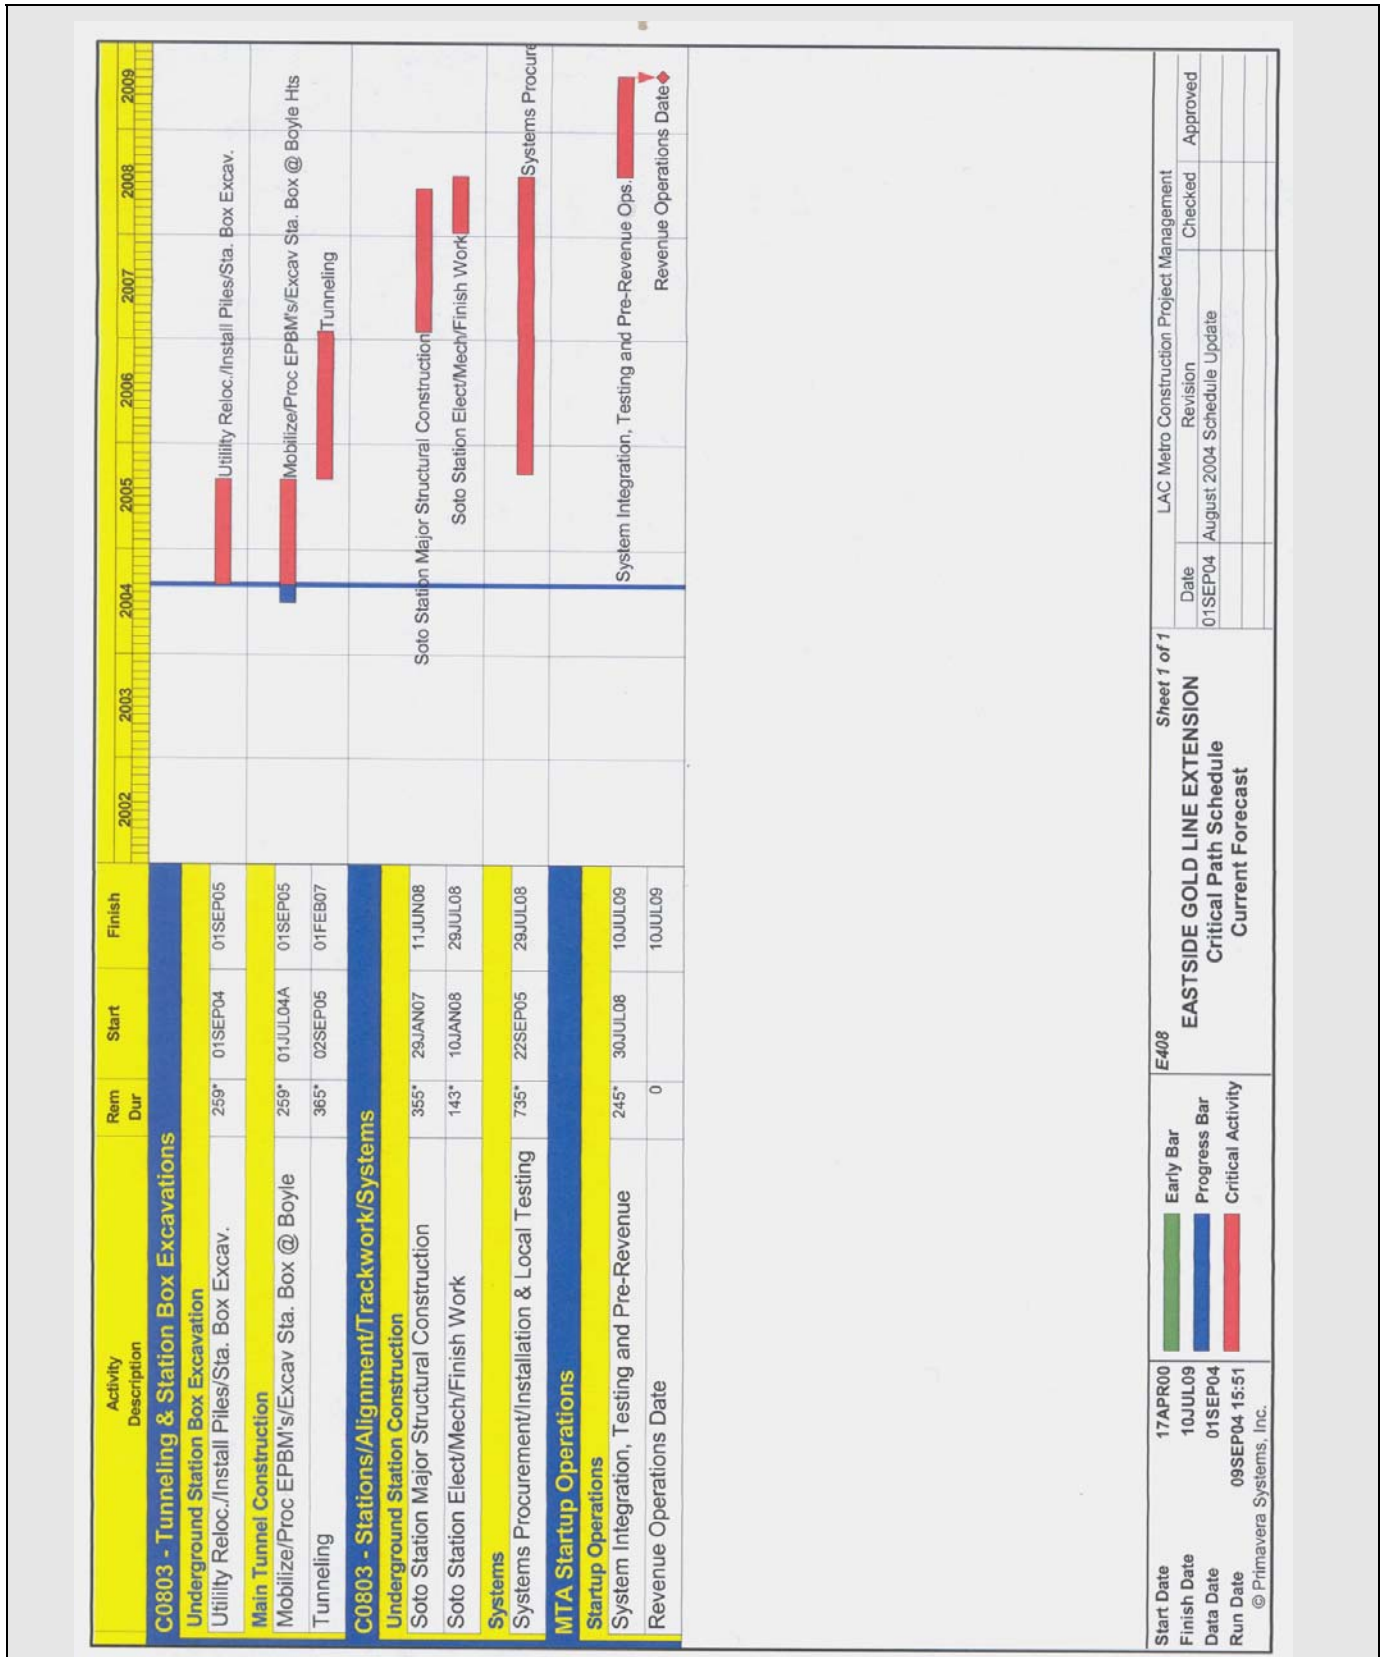 Activity Description Rem Dur Start Finish 2002 2003 2004 2005 2006 2007 2008 2009
C0803 - Tunneling & Station Box Excavations
Underground Station Box Excavation
Utililty Reloc./Install Piles/Sta. Box Excav. 259* 01SEP04 01SEP05 Utililty Reloc./Install Piles/Sta. Box Excav.
Main Tunnel Construction
Mobilize/Proc EPBM's/Excav Sta. Box @ Boyle 259* 01JUL04A 01SEP05 Mobilize/Proc EPBM's/Excav Sta. Box @ Boyle Hts
Tunneling 365* 02SEP05 01FEB07 Tunneling
C0803 - Stations/Alignment/Trackwork/Systems
Underground Station Construction
Soto Station Major Structural Construction 355* 29JAN07 11JUN08 Soto Station Major Structural Construction
Soto Station Elect/Mech/Finish Work 143* 10JAN08 29JUL08 Soto Station Elect/Mech/Finish Work
Systems
Systems Procurement/Installation & Local Testing 735* 22SEP05 29JUL08 Systems Procure
MTA Startup Operations
Startup Operations
System Integration, Testing and Pre-Revenue 245* 30JUL08 10JUL09 System Integration, Testing and Pre-Revenue Ops.
Revenue Operations Date 0 10JUL09 Revenue Operations Date
Start Date 17APR00
Finish Date 10JUL09
Data Date 01SEP04
Run Date 09SEP04 15:51
© Primavera Systems, Inc.
Early Bar
Progress Bar
Critical Activity
E408 Sheet 1 of 1
EASTSIDE GOLD LINE EXTENSION
Critical Path Schedule
Current Forecast
LAC Metro Construction Project Management
Date Revision Checked Approved
01SEP04 August 2004 Schedule Update